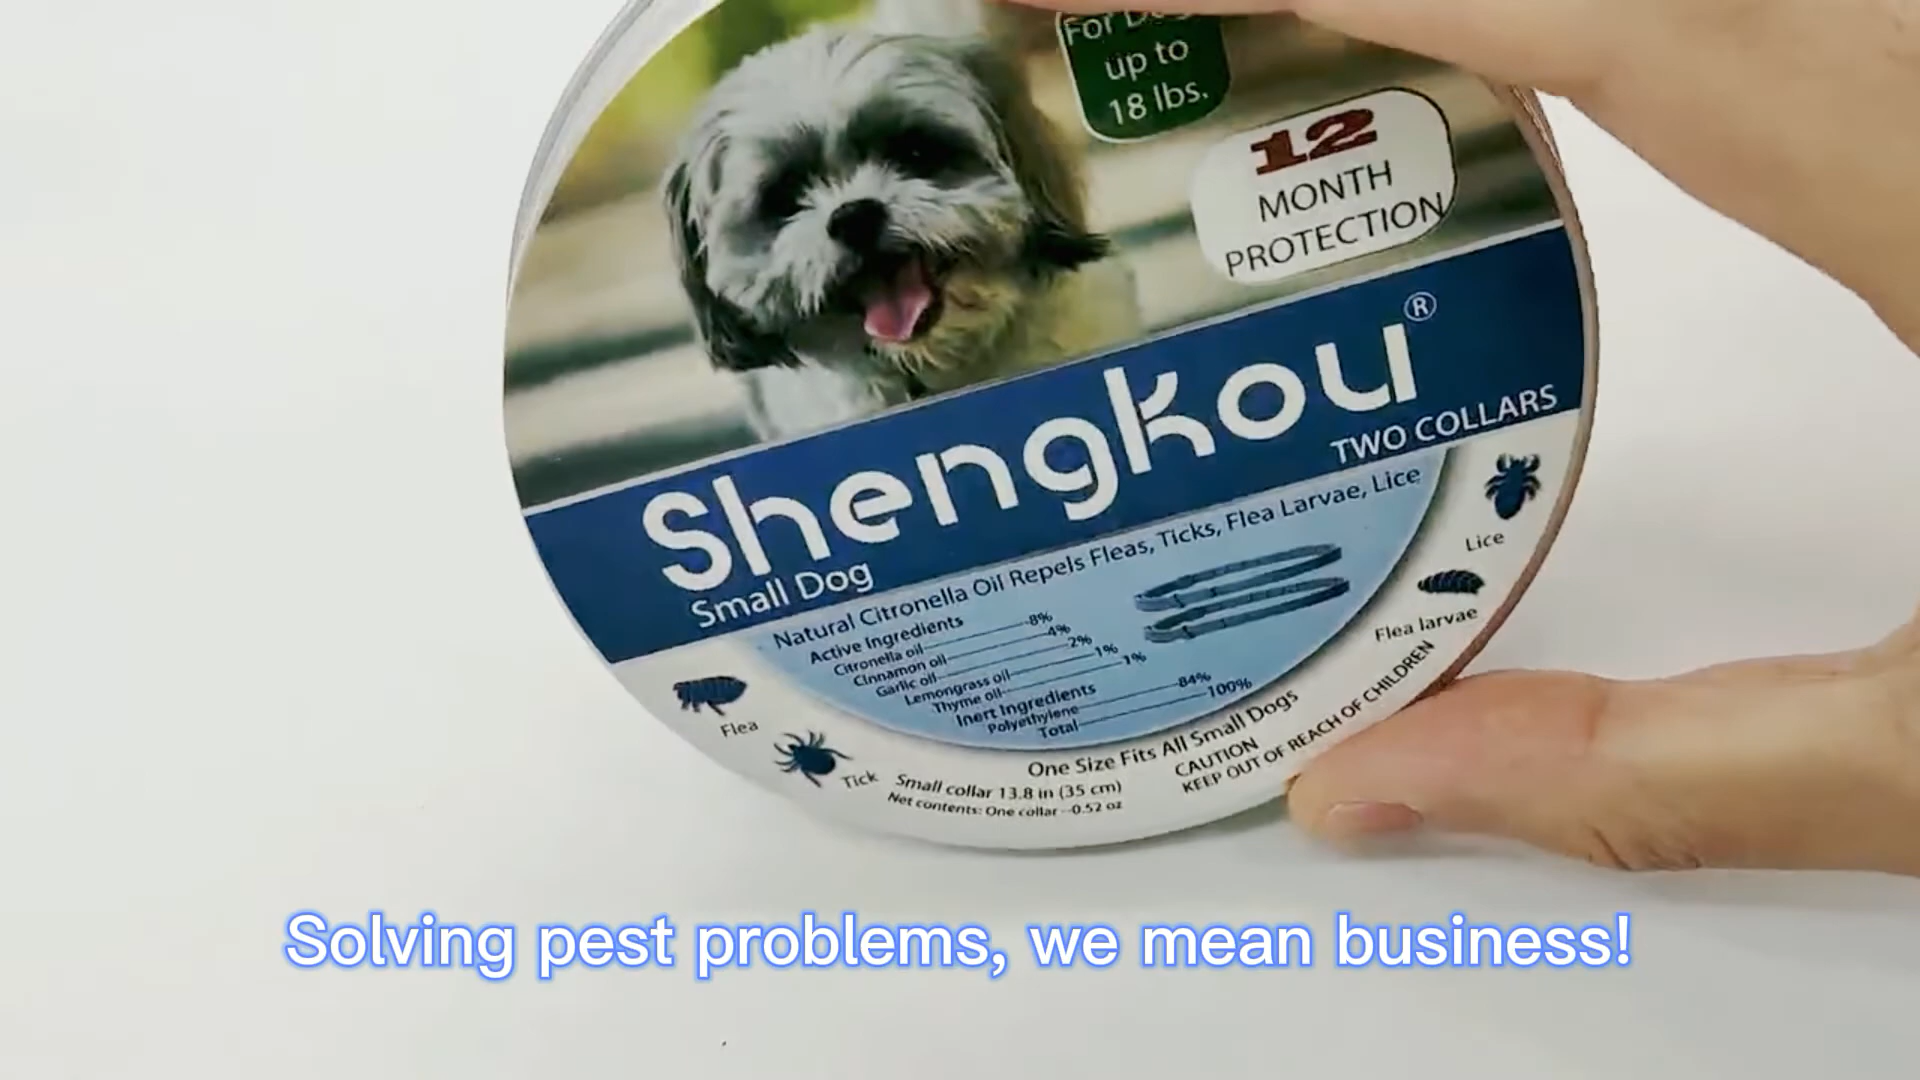 For Dogs
up to
18 lbs.
12
MONTH
PROTECTION
Shengkou®
TWO COLLARS
Small Dog
Natural Citronella Oil Repels Fleas, Ticks, Flea Larvae, Lice
Active Ingredients
Citronella oil 8%
Cinnamon oil 4%
Garlic oil 2%
Lemongrass oil 1%
Thyme oil 1%
Inert Ingredients
Polyethylene 84%
Total 100%
Flea
Tick
Lice
Flea larvae
One Size Fits All Small Dogs
Small collar 13.8 in (35 cm)
Net contents: One collar--0.52 oz
CAUTION
KEEP OUT OF REACH OF CHILDREN
Solving pest problems, we mean business!